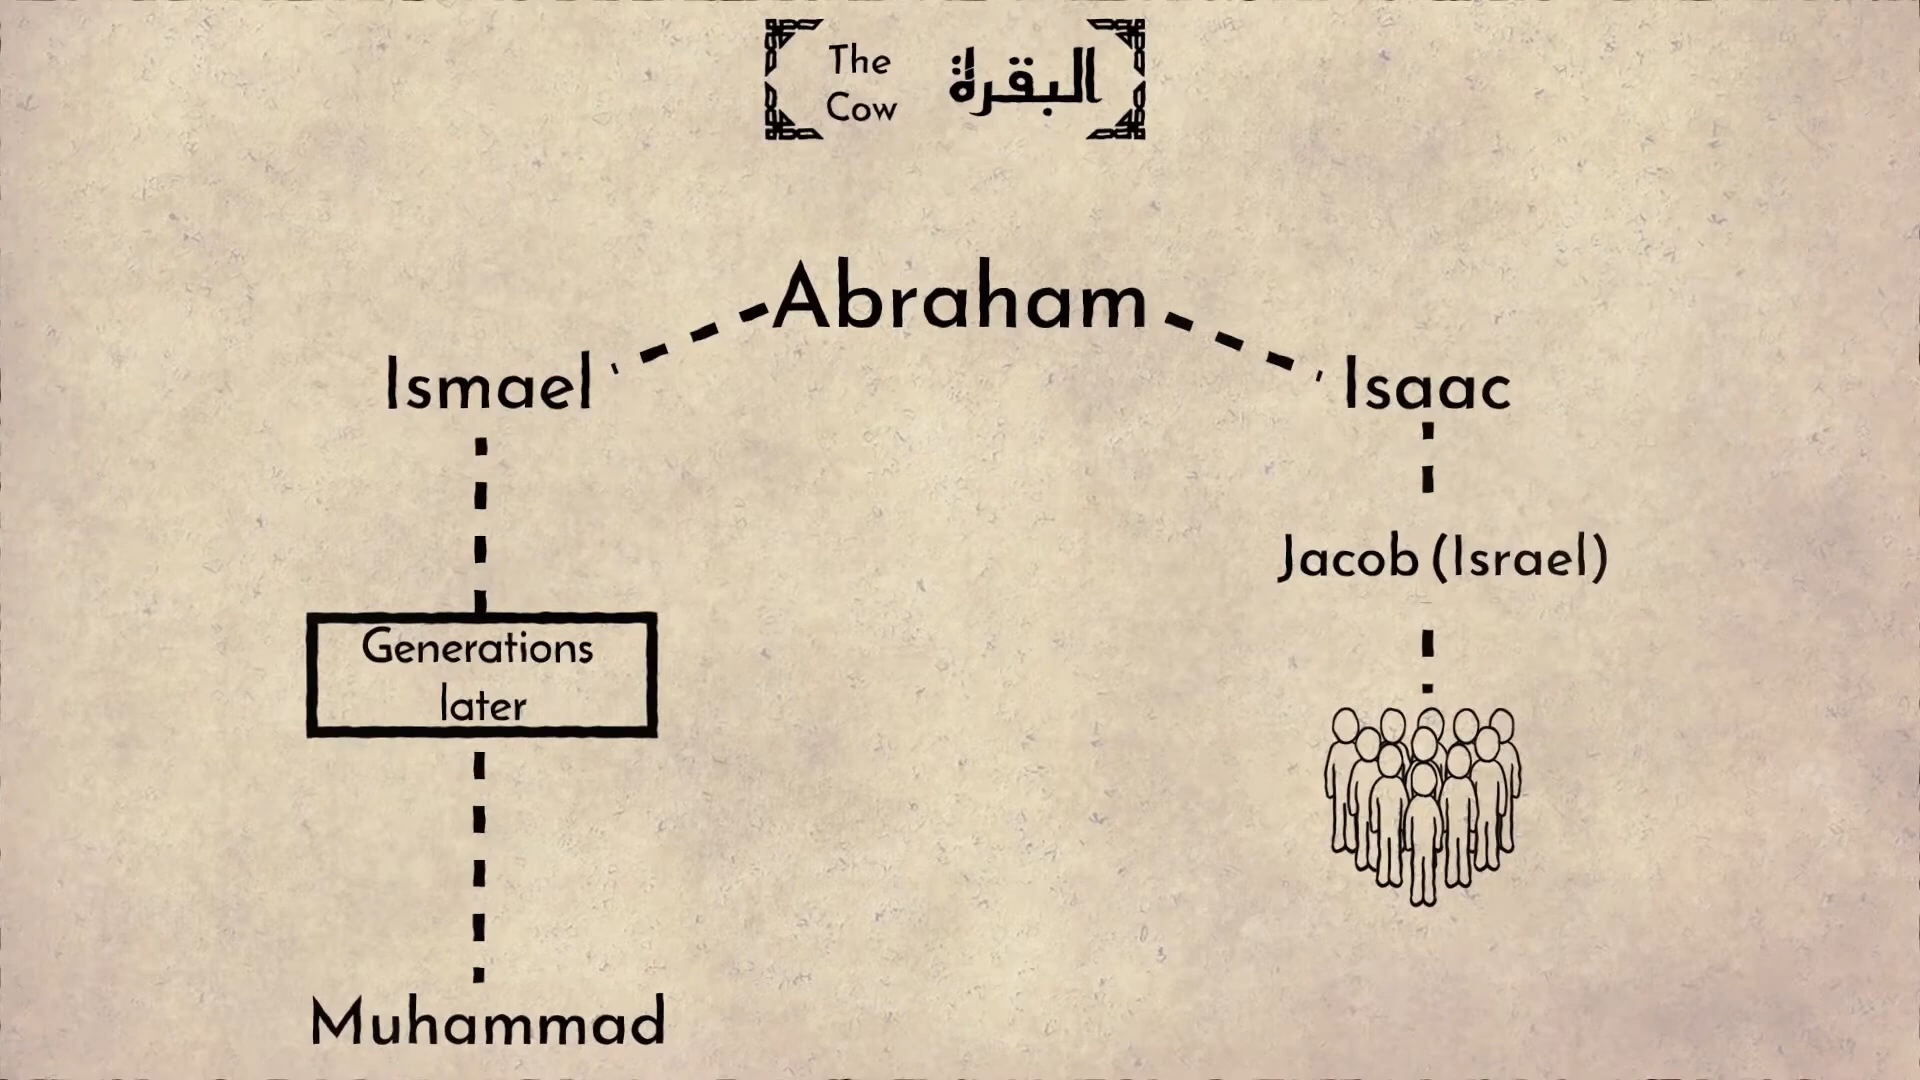 The
Cow
البقرة
Abraham
Ismael
Isaac
Jacob (Israel)
Generations
later
Muhammad